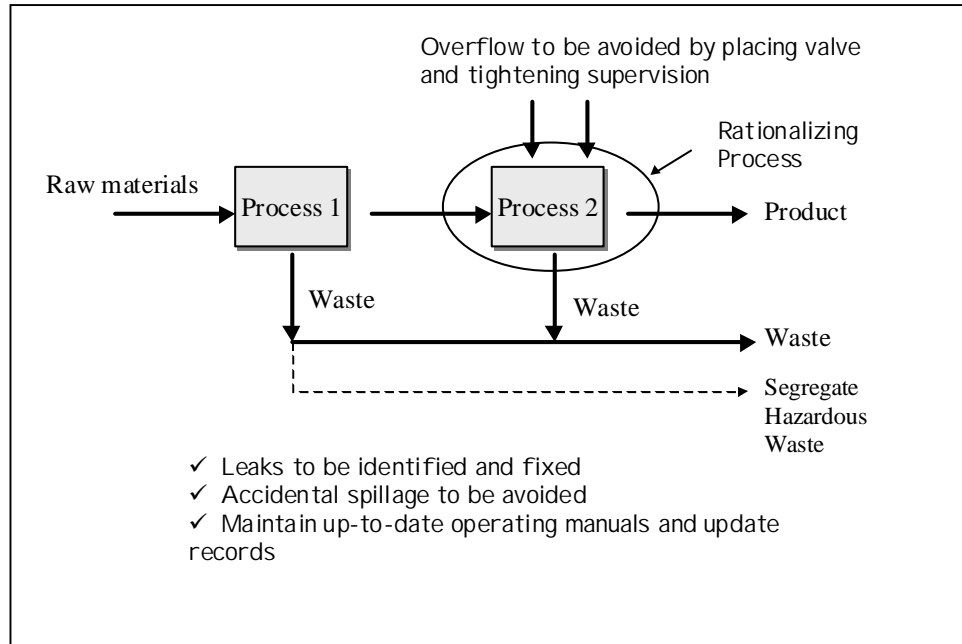 Overflow to be avoided by placing valve
and tightening supervision
Rationalizing
Process
Raw materials
Process 1
Process 2
Product
Waste
Waste
Waste
Segregate
Hazardous
Waste
✓ Leaks to be identified and fixed
✓ Accidental spillage to be avoided
✓ Maintain up-to-date operating manuals and update
records